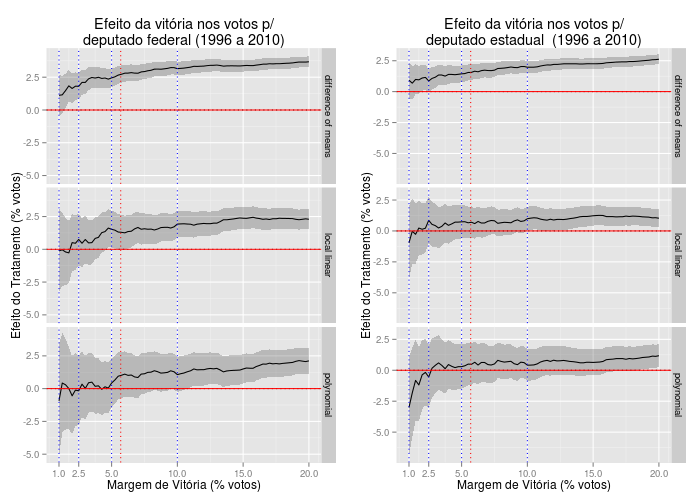 Efeito da vitória nos votos p/
deputado federal (1996 a 2010)
Efeito do Tratamento (% votos)
2.5
0.0
-2.5
-5.0
difference of means
2.5
0.0
-2.5
-5.0
local linear
2.5
0.0
-2.5
-5.0
polynomial
1.0 2.5 5.0 10.0 20.0
Margem de Vitória (% votos)
Efeito da vitória nos votos p/
deputado estadual (1996 a 2010)
Efeito do Tratamento (% votos)
2.5
0.0
-2.5
-5.0
difference of means
2.5
0.0
-2.5
-5.0
local linear
2.5
0.0
-2.5
-5.0
polynomial
1.0 2.5 5.0 10.0 20.0
Margem de Vitória (% votos)